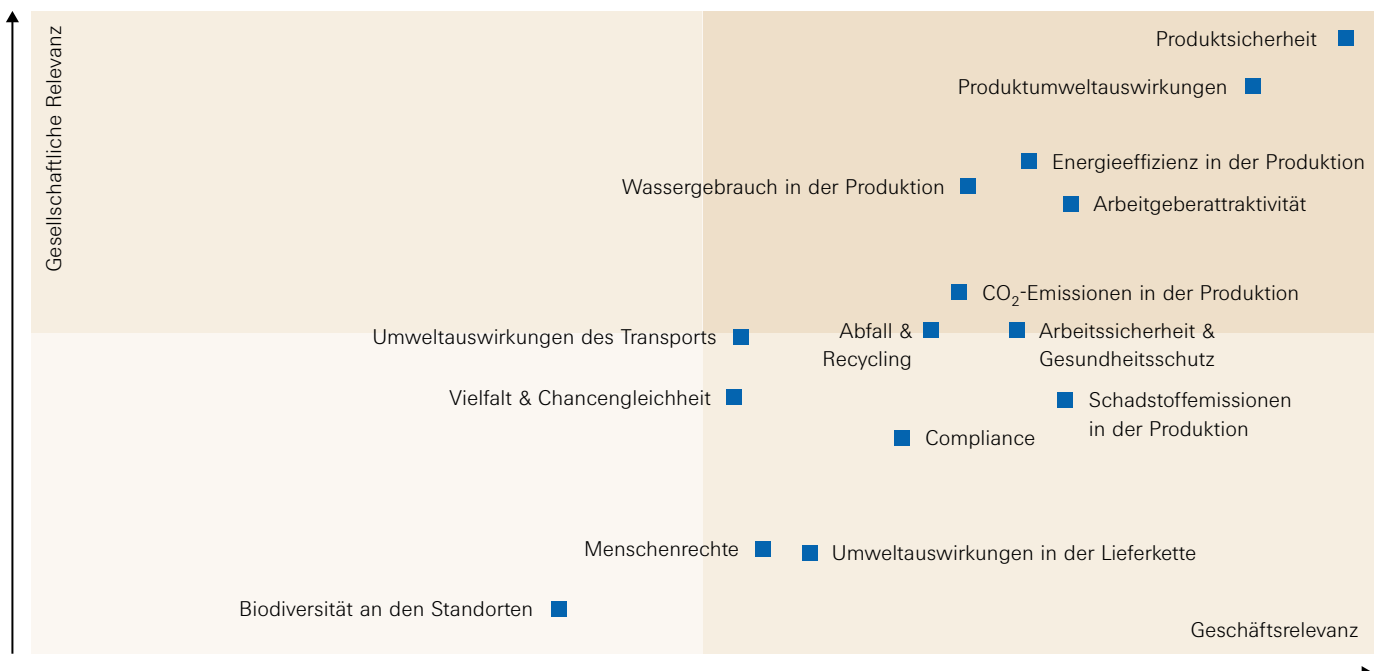 Gesellschaftliche Relevanz
Produktsicherheit
Produktumweltauswirkungen
Energieeffizienz in der Produktion
Wassergebrauch in der Produktion
Arbeitgeberattraktivität
CO₂-Emissionen in der Produktion
Umweltauswirkungen des Transports
Abfall &
Recycling
Arbeitssicherheit &
Gesundheitsschutz
Vielfalt & Chancengleichheit
Schadstoffemissionen
in der Produktion
Compliance
Menschenrechte
Umweltauswirkungen in der Lieferkette
Biodiversität an den Standorten
Geschäftsrelevanz